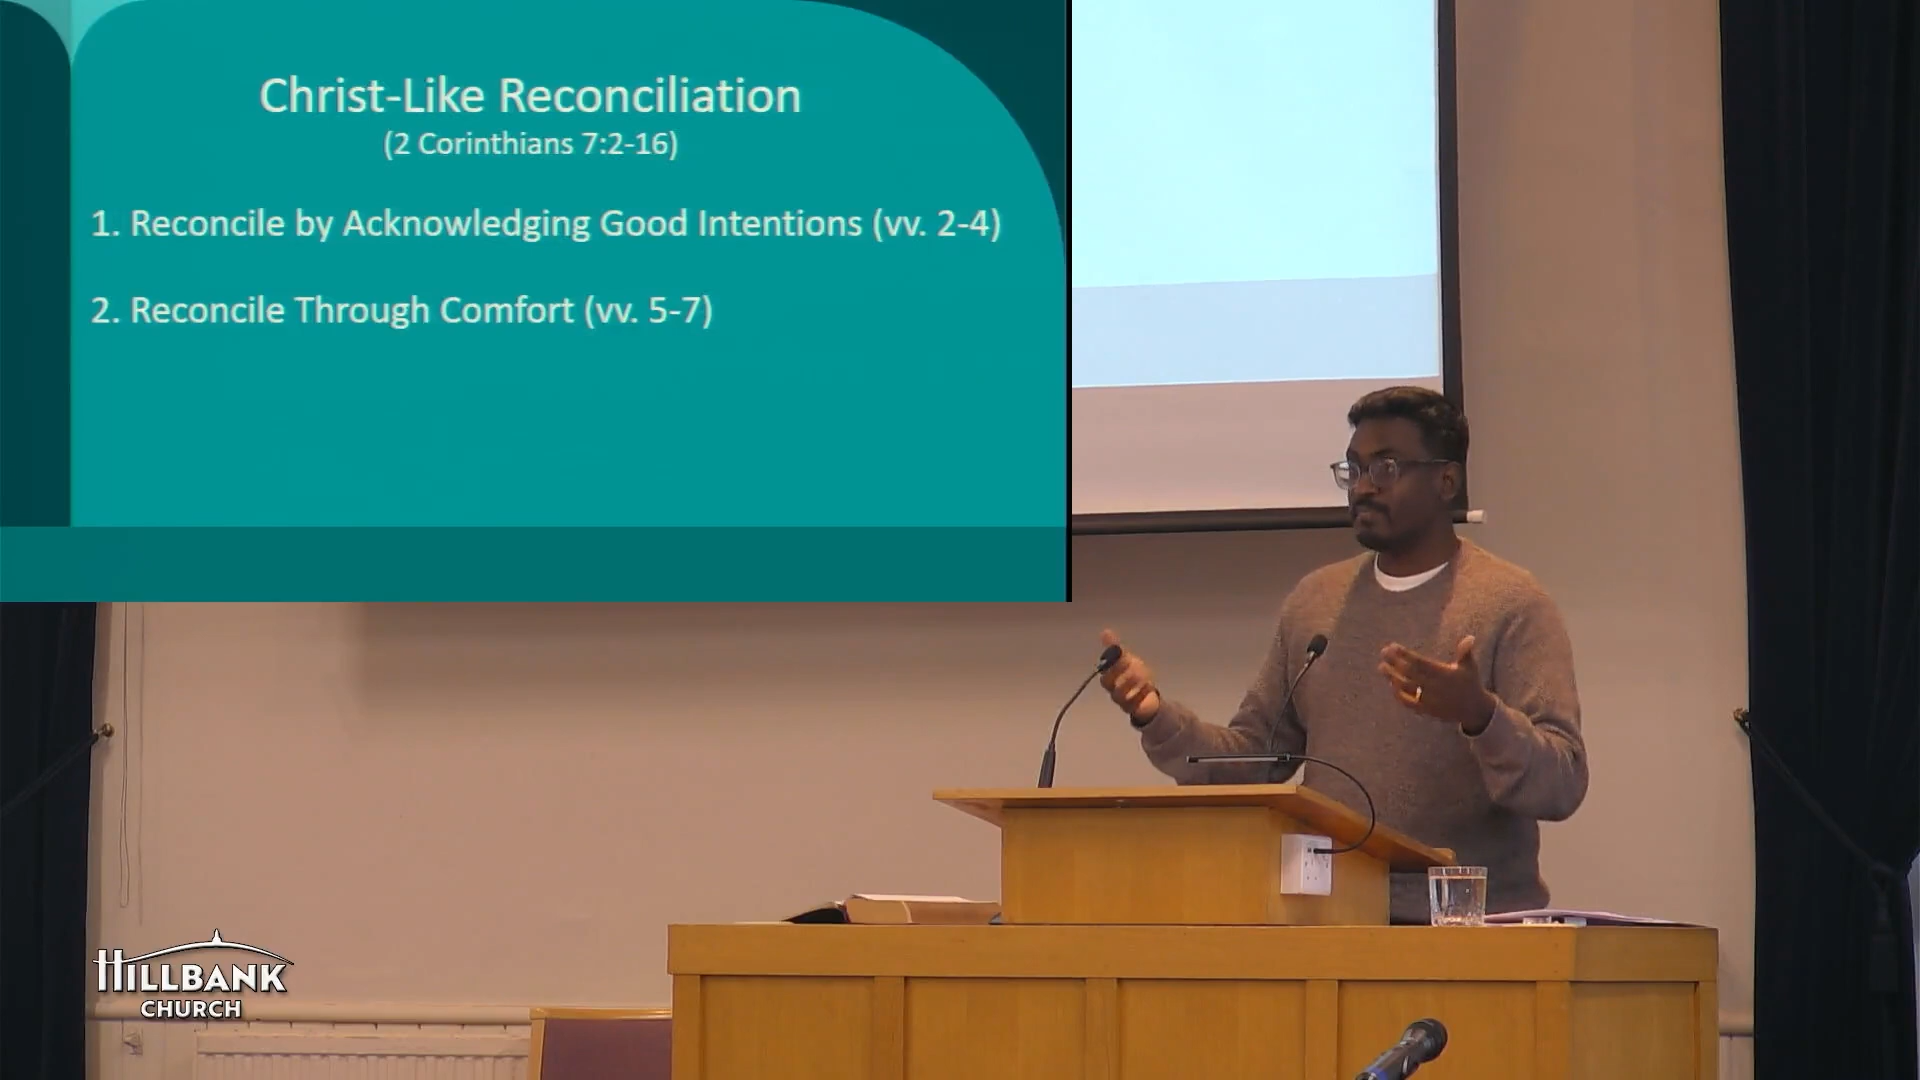 Christ-Like Reconciliation
(2 Corinthians 7:2-16)
1. Reconcile by Acknowledging Good Intentions (vv. 2-4)
2. Reconcile Through Comfort (vv. 5-7)
HILLBANK
CHURCH